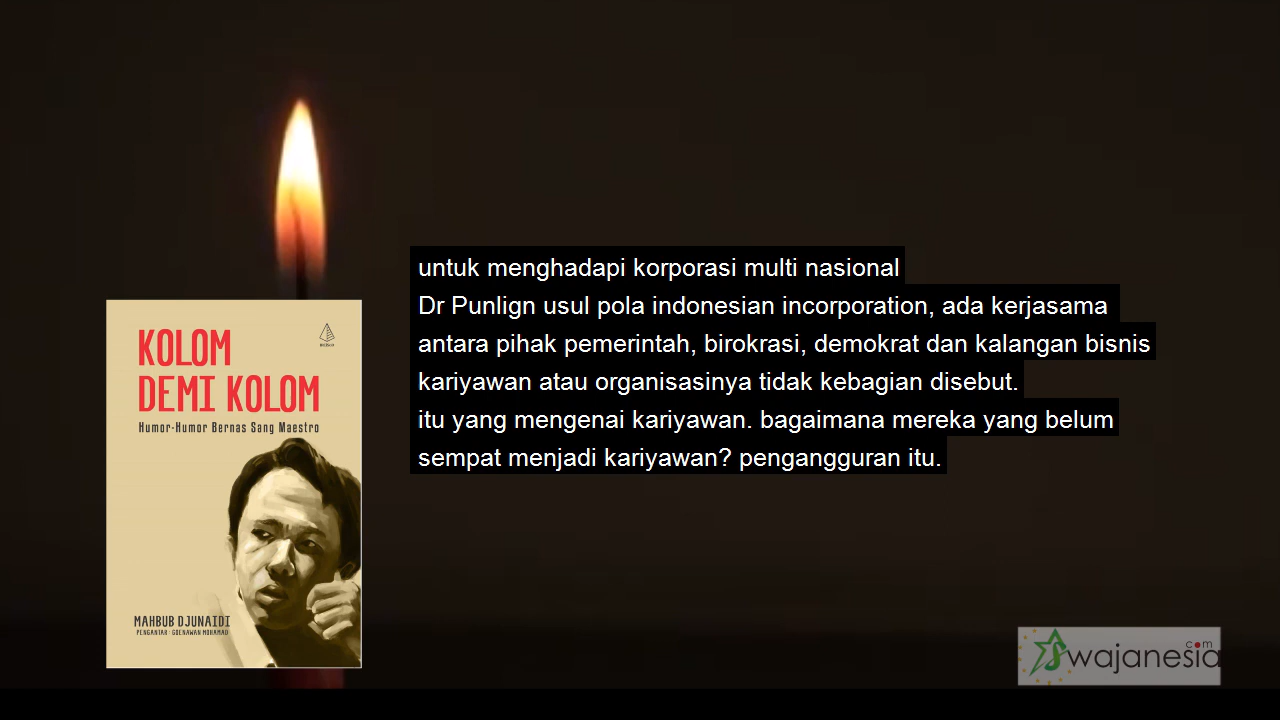 KOLOM
DEMI KOLOM
Humor-Humor Bernas Sang Maestro
MAHBUB DJUNAIDI
PENGANTAR : GOENAWAN MOHAMAD
untuk menghadapi korporasi multi nasional
Dr Punlign usul pola indonesian incorporation, ada kerjasama
antara pihak pemerintah, birokrasi, demokrat dan kalangan bisnis
kariyawan atau organisasinya tidak kebagian disebut.
itu yang mengenai kariyawan. bagaimana mereka yang belum
sempat menjadi kariyawan? pengangguran itu.
Swajanesia
com